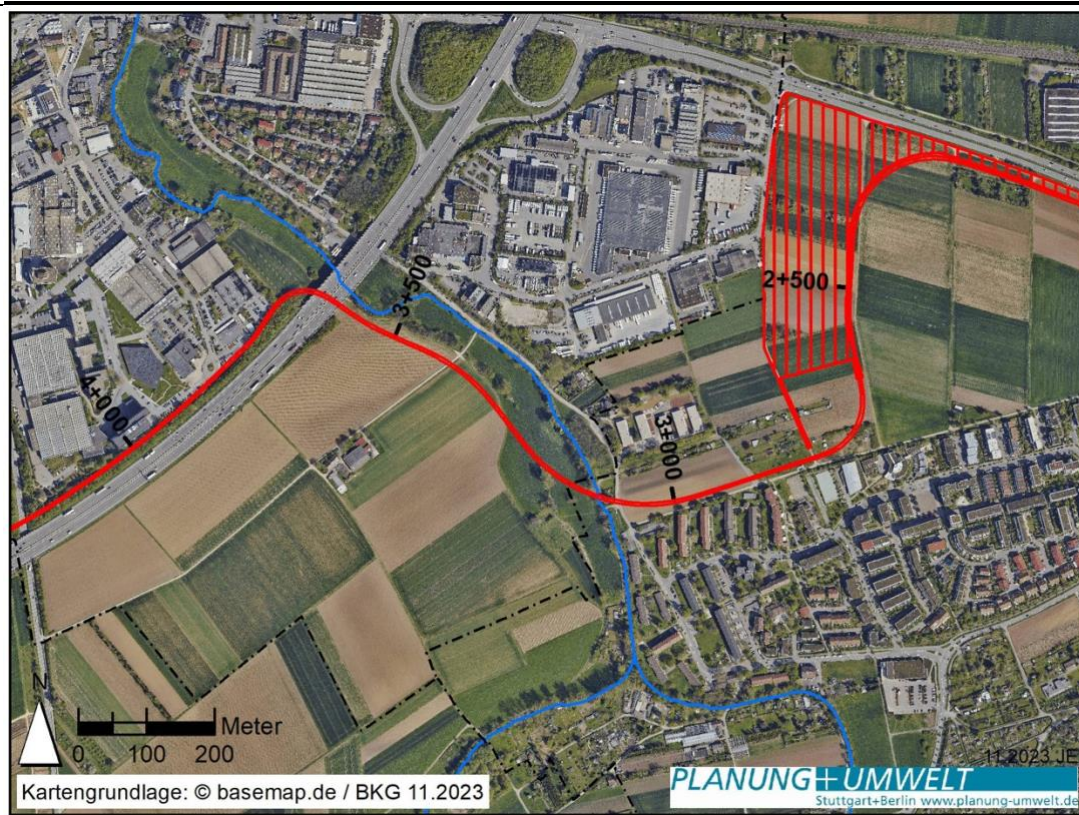 2+500
3+500
3+000
4+000
N
Meter
0 100 200
Kartengrundlage: © basemap.de / BKG 11.2023
11.2023 JE
PLANUNG+UMWELT
Stuttgart+Berlin www.planung-umwelt.de